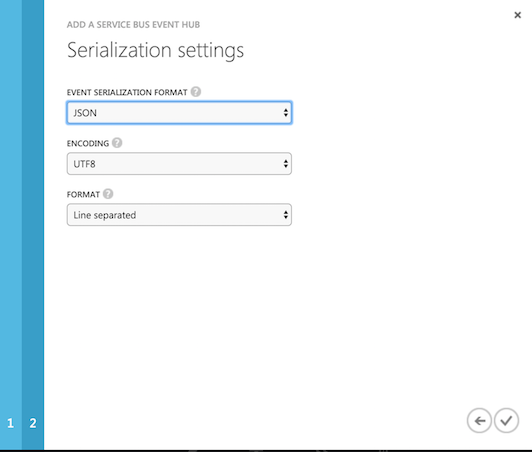 ADD A SERVICE BUS EVENT HUB
Serialization settings
EVENT SERIALIZATION FORMAT ?
JSON
ENCODING ?
UTF8
FORMAT ?
Line separated
1 2